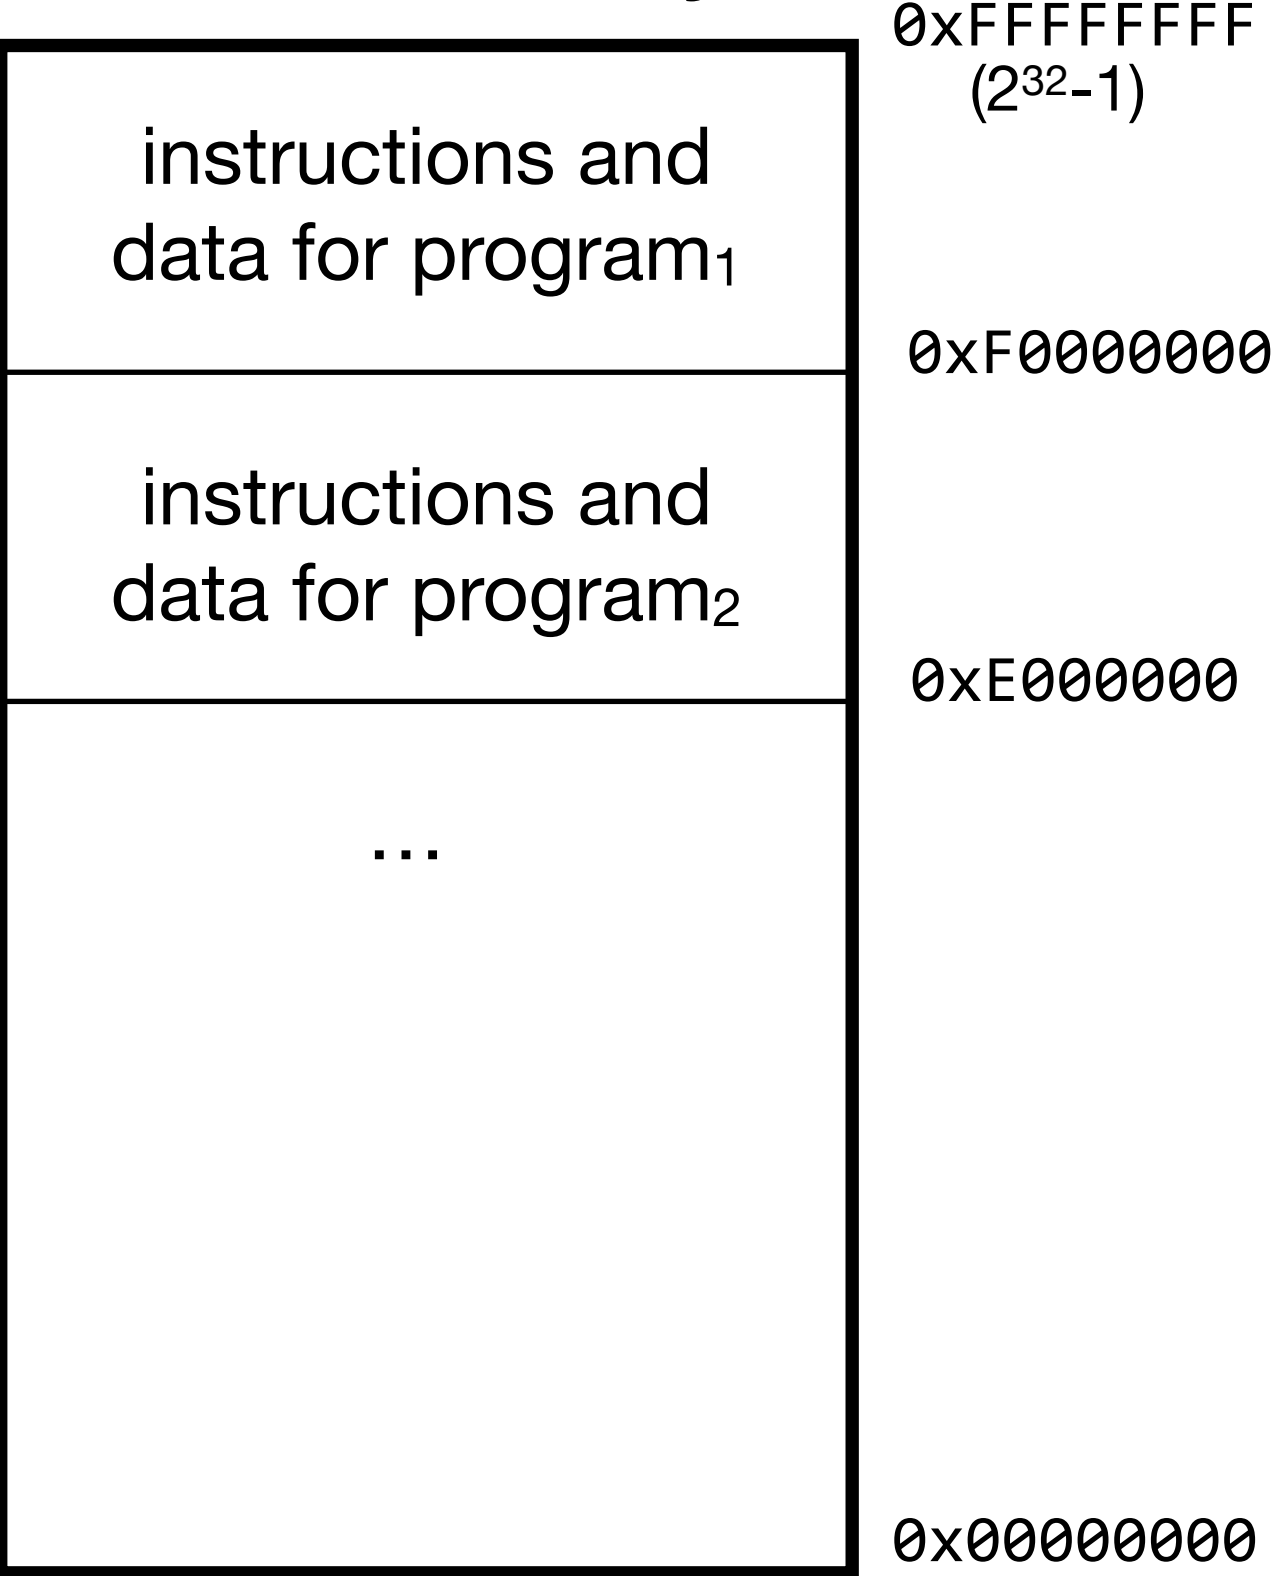 0xFFFFFFFF
(2³²-1)
instructions and
data for program₁
0xF0000000
instructions and
data for program₂
0xE000000
...
0x00000000